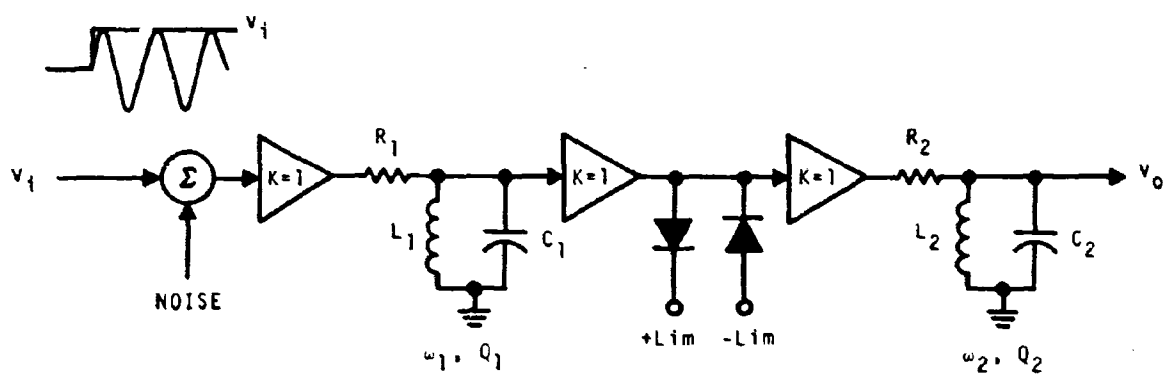 v_i
R_1
R_2
v_i
Σ
K=1
K=1
K=1
v_o
L_1
C_1
L_2
C_2
NOISE
+Lim
-Lim
ω_1, Q_1
ω_2, Q_2